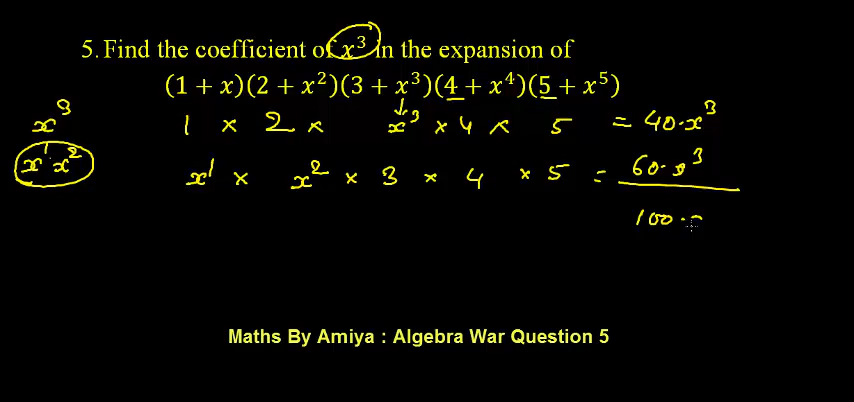 5. Find the coefficient of x³ in the expansion of
(1 + x)(2 + x²)(3 + x³)(4 + x⁴)(5 + x⁵)
x³
1 × 2 × x³ × 4 × 5 = 40·x³
x¹ x²
x¹ × x² × 3 × 4 × 5 = 60·x³
100·
Maths By Amiya : Algebra War Question 5